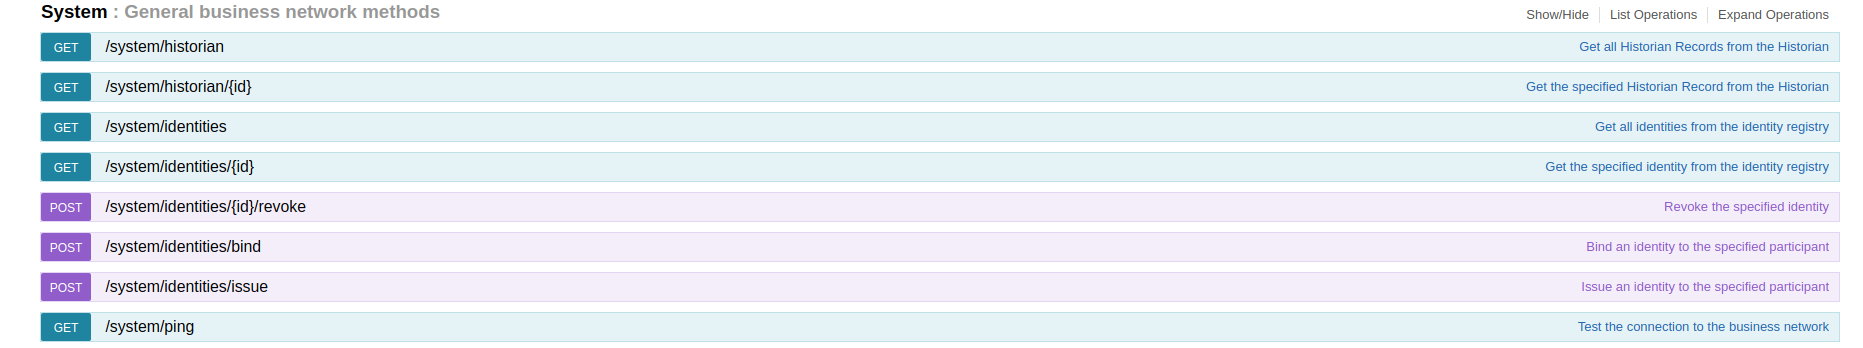 System : General business network methods Show/Hide List Operations Expand Operations
GET /system/historian Get all Historian Records from the Historian
GET /system/historian/{id} Get the specified Historian Record from the Historian
GET /system/identities Get all identities from the identity registry
GET /system/identities/{id} Get the specified identity from the identity registry
POST /system/identities/{id}/revoke Revoke the specified identity
POST /system/identities/bind Bind an identity to the specified participant
POST /system/identities/issue Issue an identity to the specified participant
GET /system/ping Test the connection to the business network